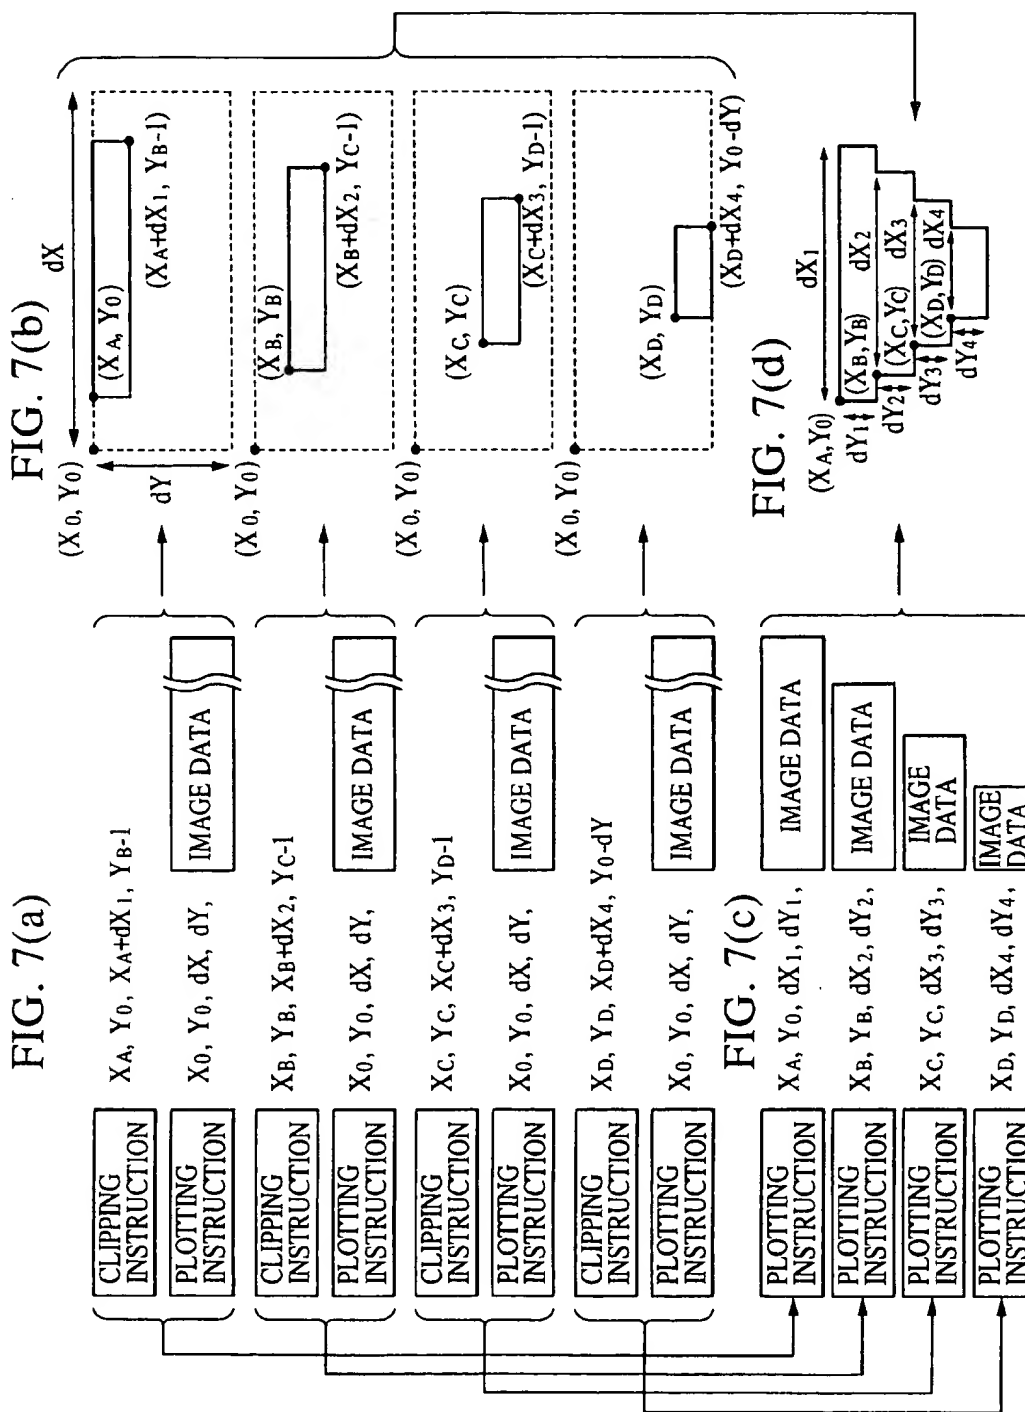 FIG. 7(a)
CLIPPING INSTRUCTION
XA, Y0, XA+dX1, YB-1
PLOTTING INSTRUCTION
X0, Y0, dX, dY,
IMAGE DATA
CLIPPING INSTRUCTION
XB, YB, XB+dX2, YC-1
PLOTTING INSTRUCTION
X0, Y0, dX, dY,
IMAGE DATA
CLIPPING INSTRUCTION
XC, YC, XC+dX3, YD-1
PLOTTING INSTRUCTION
X0, Y0, dX, dY,
IMAGE DATA
CLIPPING INSTRUCTION
XD, YD, XD+dX4, Y0-dY
PLOTTING INSTRUCTION
X0, Y0, dX, dY,
IMAGE DATA
FIG. 7(b)
dX
(X0, Y0)
(XA, Y0)
(XA+dX1, YB-1)
dY
(X0, Y0)
(XB, YB)
(XB+dX2, YC-1)
(X0, Y0)
(XC, YC)
(XC+dX3, YD-1)
(X0, Y0)
(XD, YD)
(XD+dX4, Y0-dY)
FIG. 7(c)
PLOTTING INSTRUCTION
XA, Y0, dX1, dY1,
IMAGE DATA
PLOTTING INSTRUCTION
XB, YB, dX2, dY2,
IMAGE DATA
PLOTTING INSTRUCTION
XC, YC, dX3, dY3,
IMAGE DATA
PLOTTING INSTRUCTION
XD, YD, dX4, dY4,
IMAGE DATA
FIG. 7(d)
(XA, Y0)
dX1
dY1
(XB, YB)
dX2
dY2
(XC, YC)
dX3
dY3
(XD, YD)
dX4
dY4